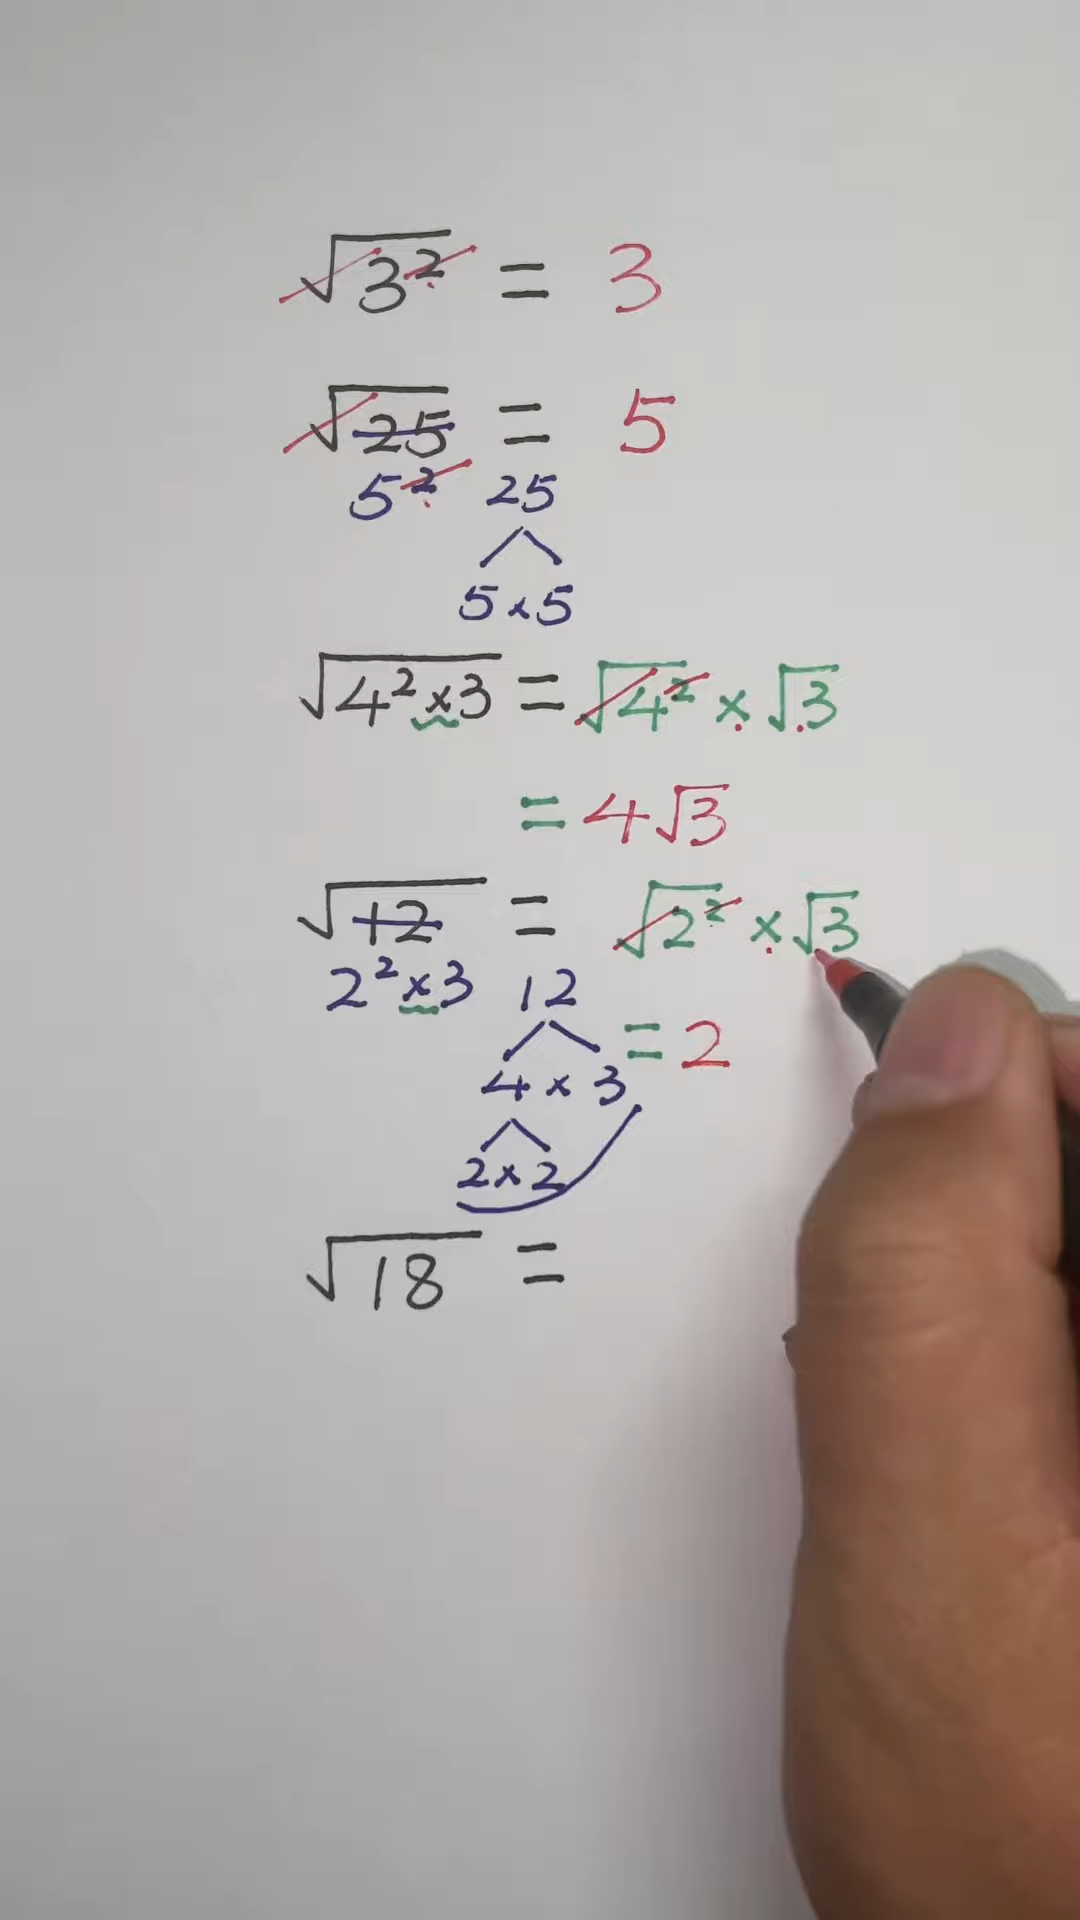 √3² = 3
√25 = 5
5² 25
5 × 5
√4² × 3 = √4² × √3
= 4√3
√12 = √2² × √3
2² × 3 12
= 2
4 × 3
2 × 2
√18 =